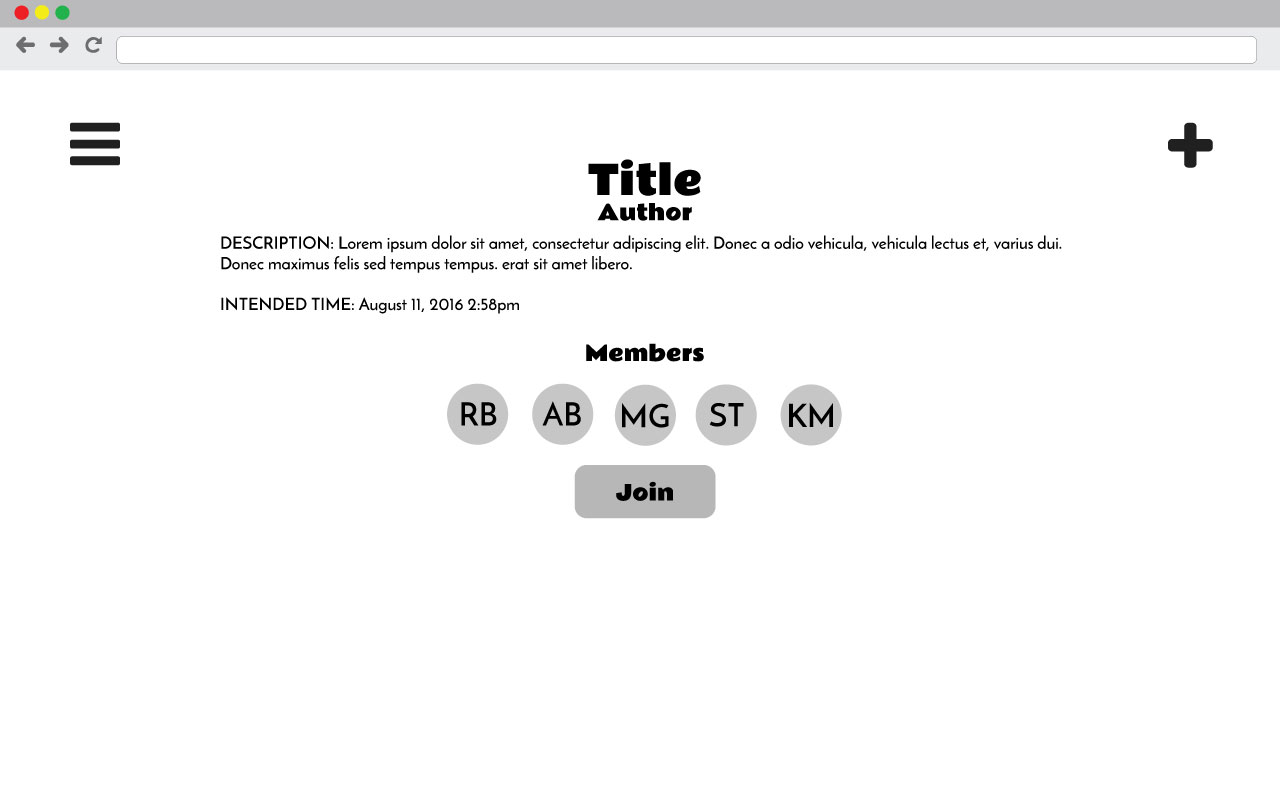 Title
Author
DESCRIPTION: Lorem ipsum dolor sit amet, consectetur adipiscing elit. Donec a odio vehicula, vehicula lectus et, varius dui.
Donec maximus felis sed tempus tempus. erat sit amet libero.
INTENDED TIME: August 11, 2016 2:58pm
Members
RB AB MG ST KM
Join